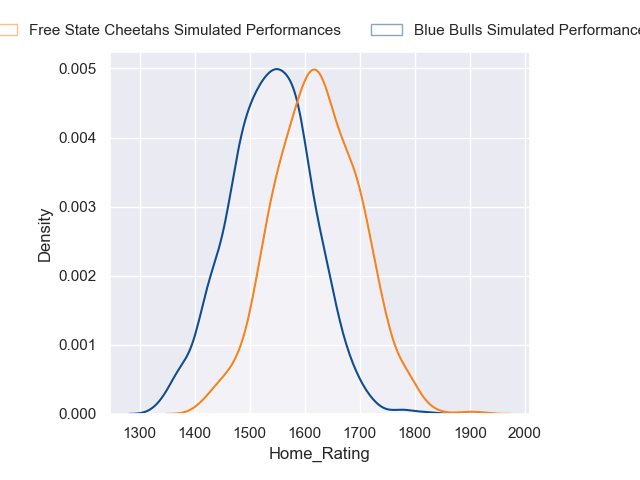 Free State Cheetahs Simulated Performances Blue Bulls Simulated Performance
0.005
0.004
0.003
0.002
0.001
0.000
Density
1300 1400 1500 1600 1700 1800 1900 2000
Home_Rating